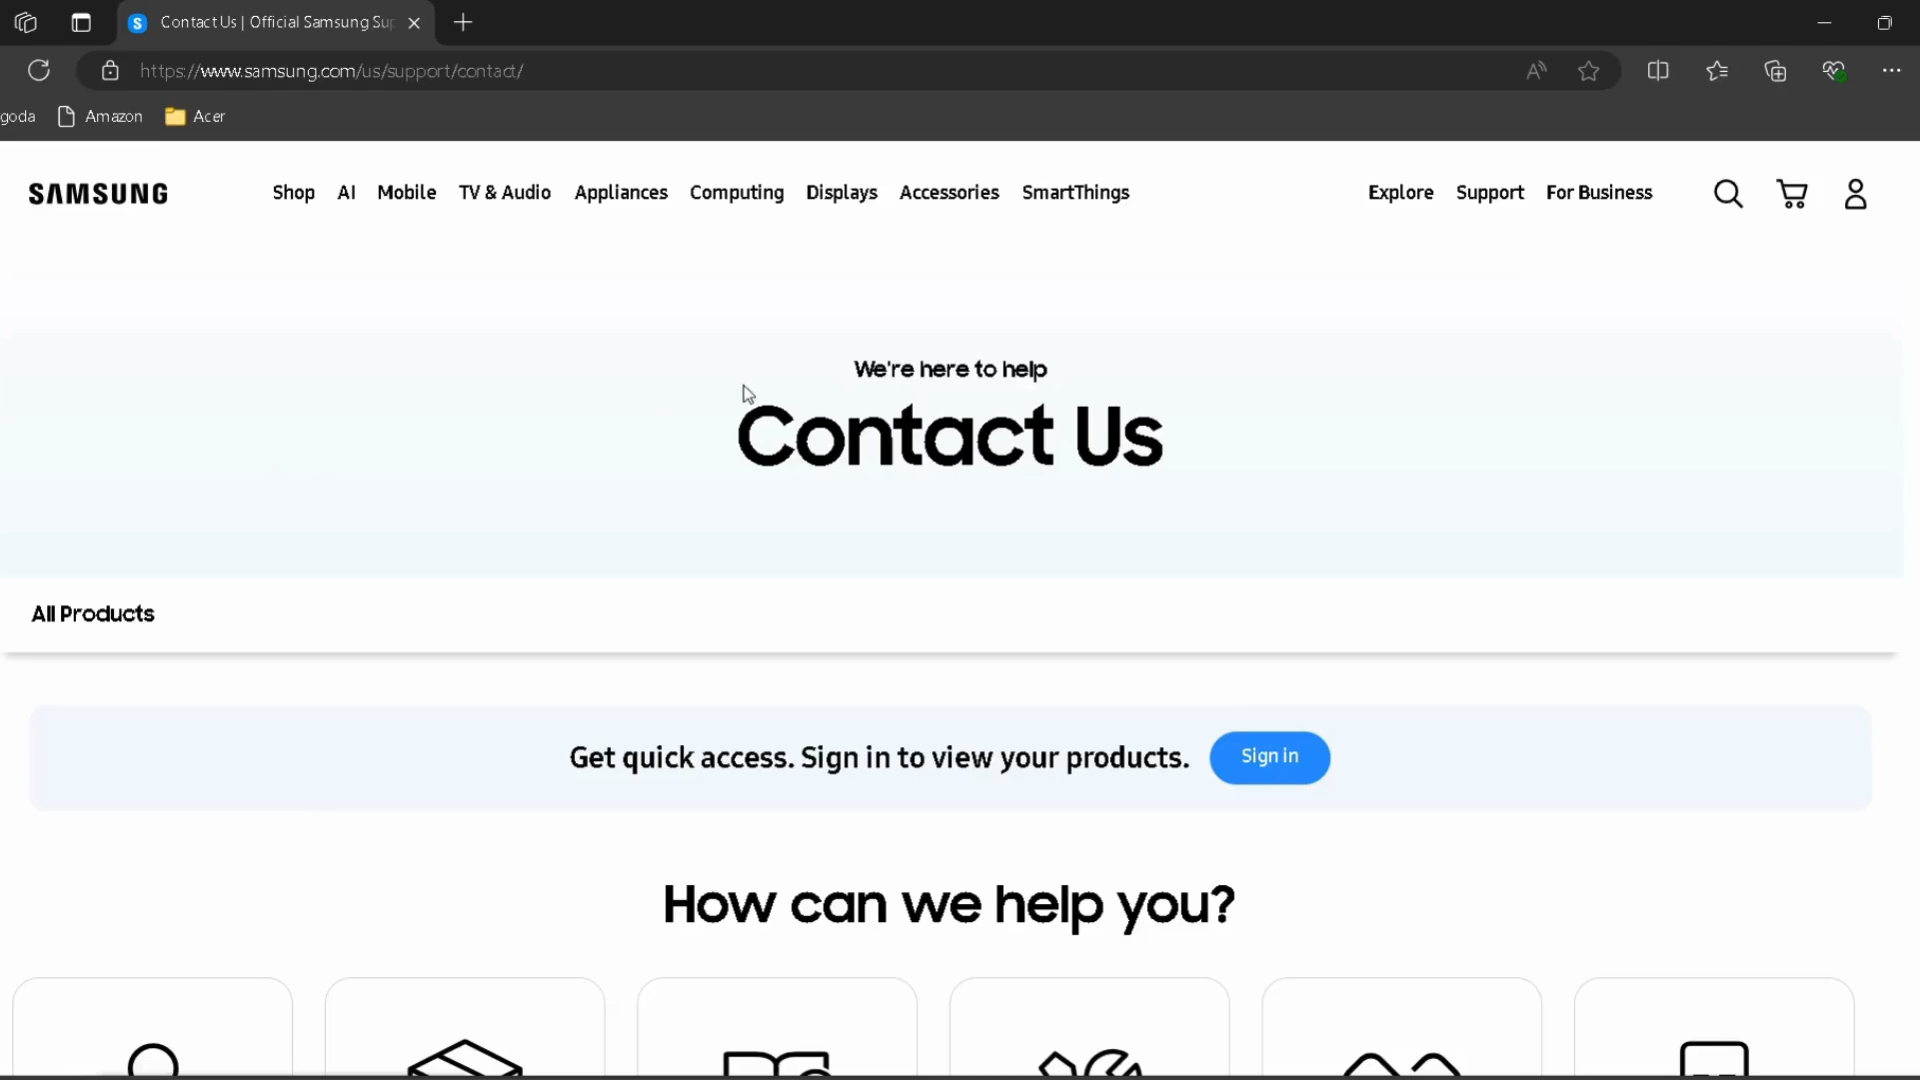 Contact Us | Official Samsung Sup
https://www.samsung.com/us/support/contact/
goda Amazon Acer
SAMSUNG Shop AI Mobile TV & Audio Appliances Computing Displays Accessories SmartThings Explore Support For Business
We're here to help
Contact Us
All Products
Get quick access. Sign in to view your products. Sign in
How can we help you?